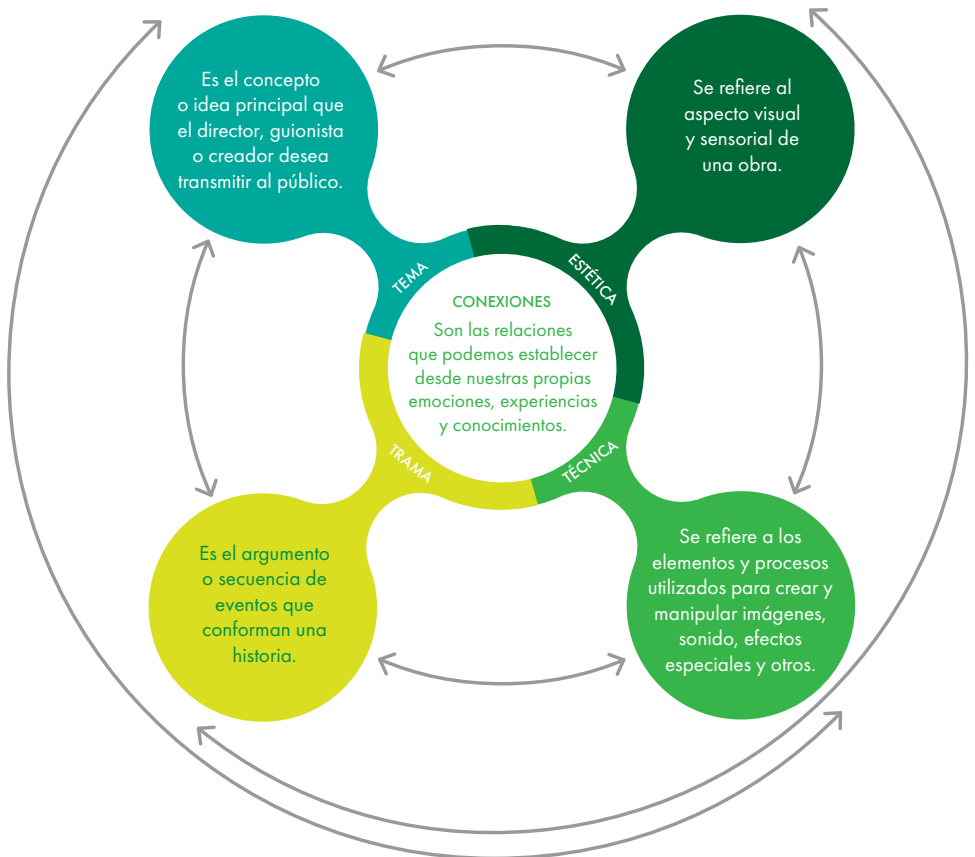 Es el concepto
o idea principal que
el director, guionista
o creador desea
transmitir al público.
Se refiere al
aspecto visual
y sensorial de
una obra.
TEMA
ESTÉTICA
CONEXIONES
Son las relaciones
que podemos establecer
desde nuestras propias
emociones, experiencias
y conocimientos.
TRAMA
TÉCNICA
Es el argumento
o secuencia de
eventos que
conforman una
historia.
Se refiere a los
elementos y procesos
utilizados para crear y
manipular imágenes,
sonido, efectos
especiales y otros.